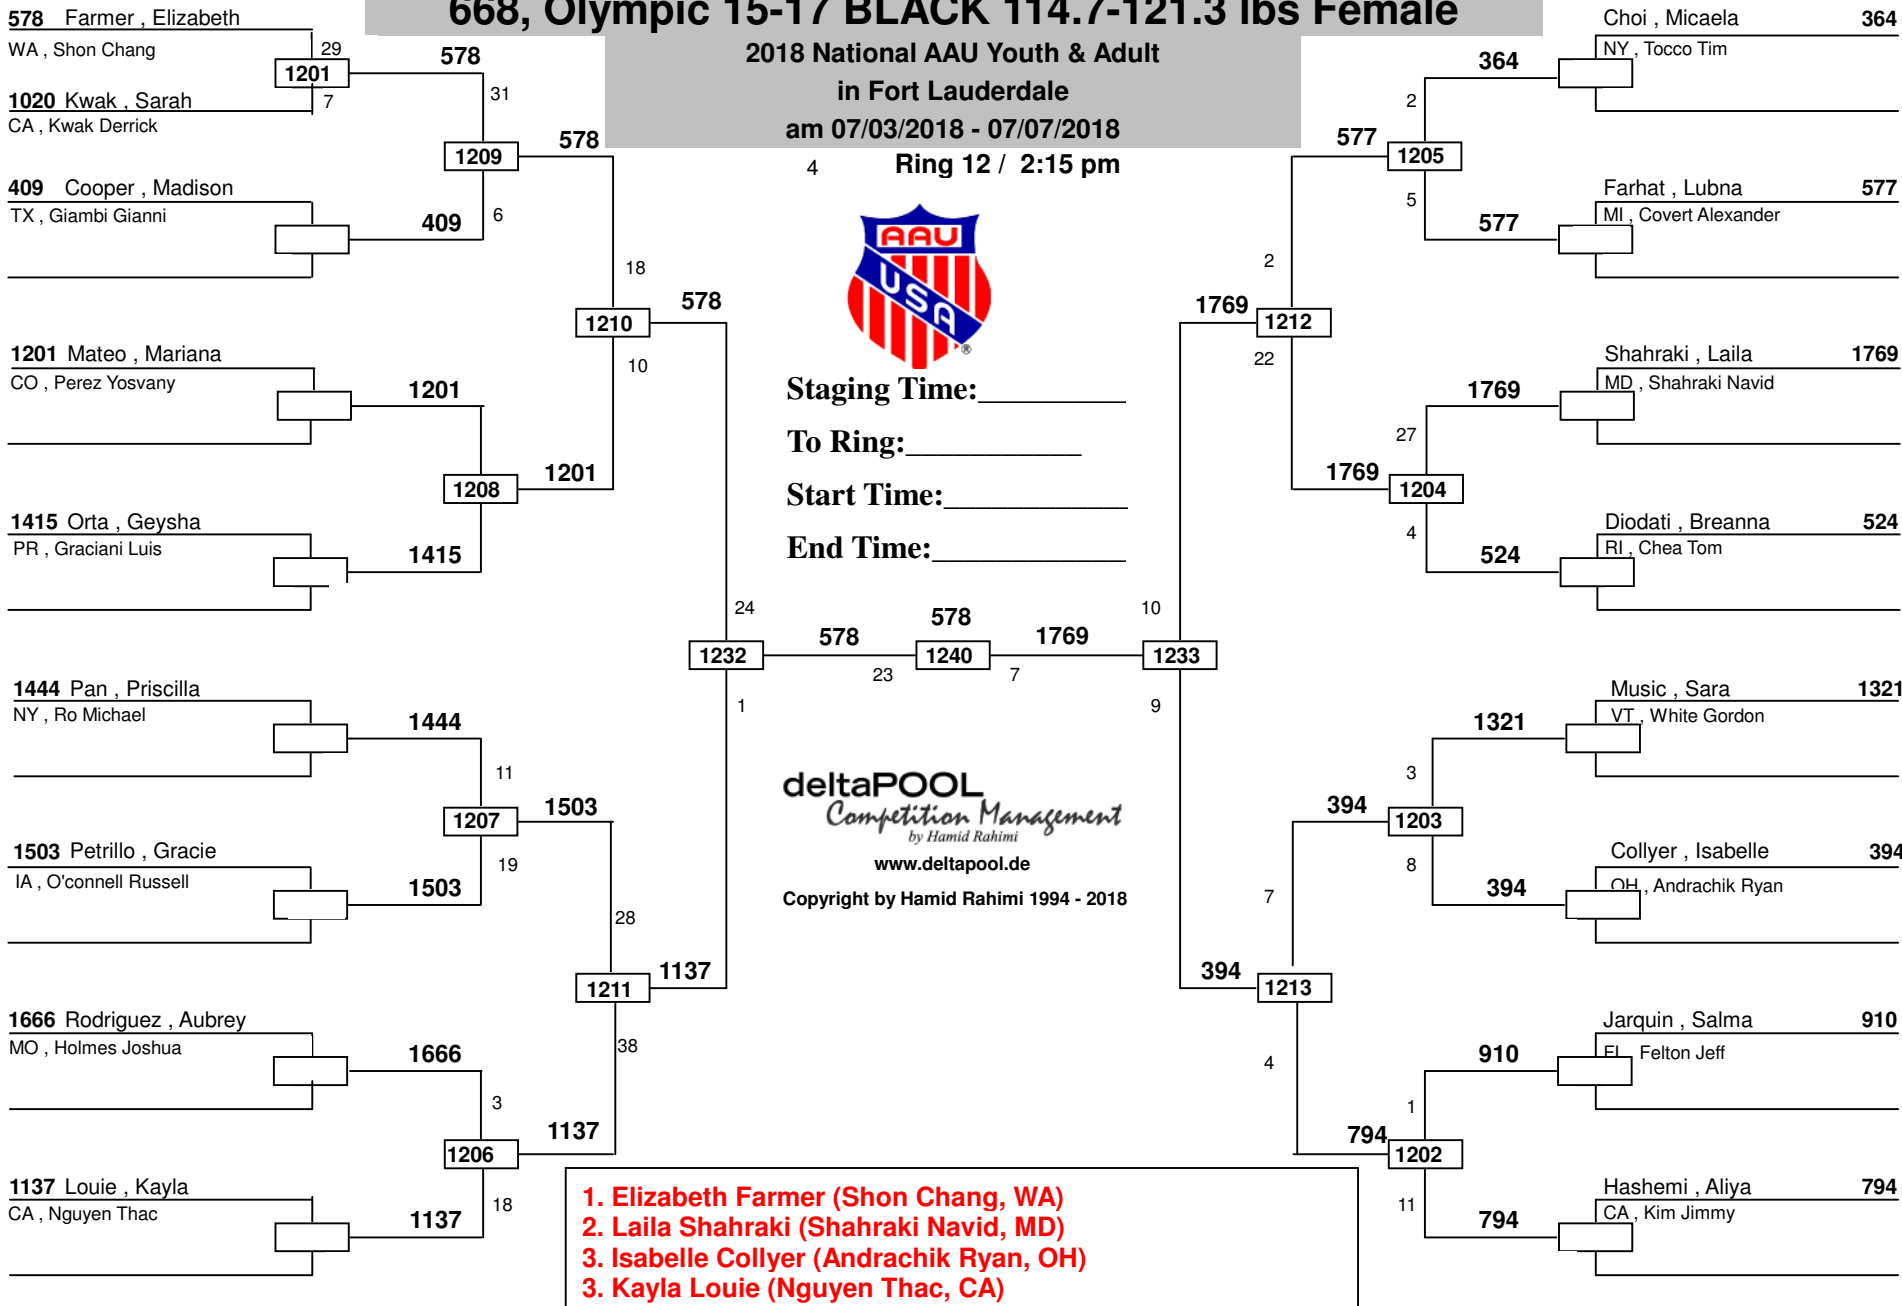 668, Olympic 15-17 BLACK 114.7-121.3 lbs Female
2018 National AAU Youth & Adult
in Fort Lauderdale
am 07/03/2018 - 07/07/2018
4 Ring 12 / 2:15 pm
578 Farmer , Elizabeth
WA , Shon Chang
29
1201
578
1020 Kwak , Sarah
7
CA , Kwak Derrick
31
1209
578
409 Cooper , Madison
TX , Giambi Gianni
409
6
18
1210
578
10
1201 Mateo , Mariana
CO , Perez Yosvany
1201
1208
1201
1415 Orta , Geysha
PR , Graciani Luis
1415
24
1232
578
23
1
1444 Pan , Priscilla
NY , Ro Michael
1444
11
1207
1503
19
1503 Petrillo , Gracie
IA , O'connell Russell
1503
28
1211
1137
38
1666 Rodriguez , Aubrey
MO , Holmes Joshua
1666
3
1206
1137
18
1137 Louie , Kayla
CA , Nguyen Thac
1137
AAU
USA
®
Staging Time:__________
To Ring:____________
Start Time:____________
End Time:_____________
578
1240
deltaPOOL
Competition Management
by Hamid Rahimi
www.deltapool.de
Copyright by Hamid Rahimi 1994 - 2018
Choi , Micaela 364
NY , Tocco Tim
364
2
577
1205
5
Farhat , Lubna 577
MI , Covert Alexander
577
2
1769
1212
22
Shahraki , Laila 1769
MD , Shahraki Navid
1769
27
1769
1204
4
Diodati , Breanna 524
RI , Chea Tom
524
10
1769
1233
7
9
Music , Sara 1321
VT , White Gordon
1321
3
394
1203
8
Collyer , Isabelle 394
OH , Andrachik Ryan
394
7
394
1213
4
Jarquin , Salma 910
FL , Felton Jeff
910
1
794
1202
11
Hashemi , Aliya 794
CA , Kim Jimmy
794
1. Elizabeth Farmer (Shon Chang, WA)
2. Laila Shahraki (Shahraki Navid, MD)
3. Isabelle Collyer (Andrachik Ryan, OH)
3. Kayla Louie (Nguyen Thac, CA)